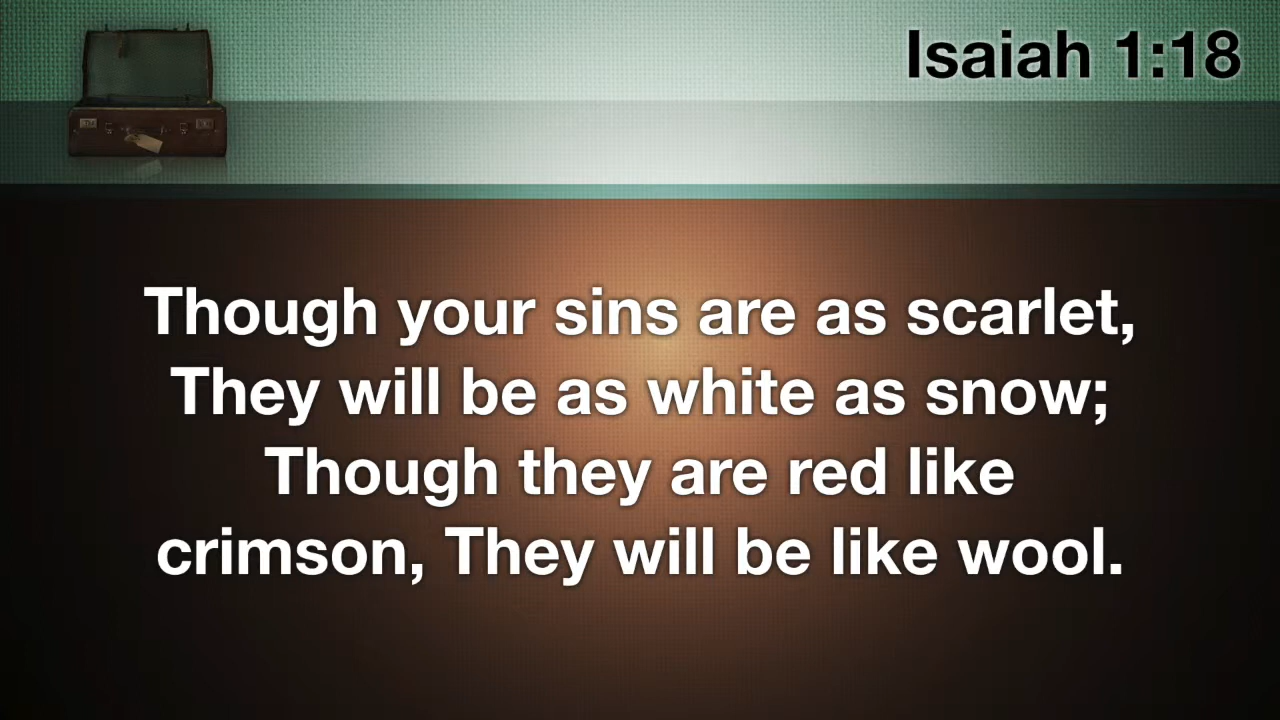 Isaiah 1:18
Though your sins are as scarlet,
They will be as white as snow;
Though they are red like
crimson, They will be like wool.